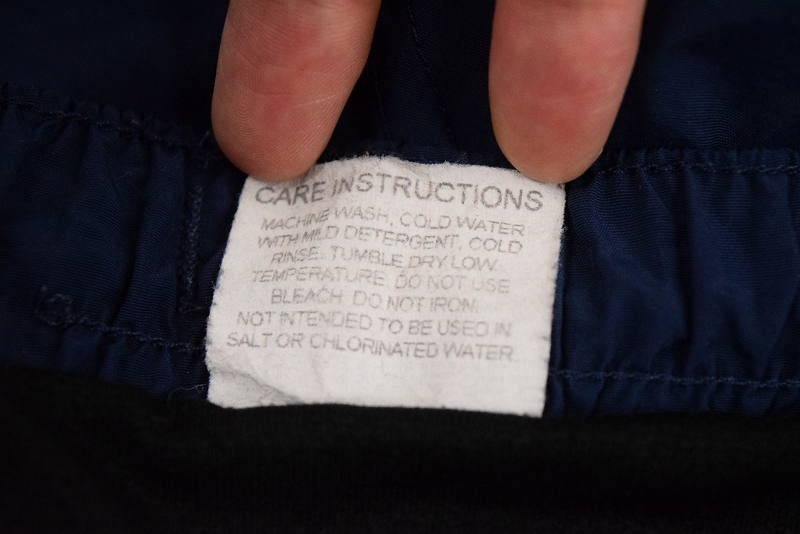 CARE INSTRUCTIONS
MACHINE WASH, COLD WATER
WITH MILD DETERGENT, COLD
RINSE. TUMBLE DRY LOW
TEMPERATURE. DO NOT USE
BLEACH. DO NOT IRON.
NOT INTENDED TO BE USED IN
SALT OR CHLORINATED WATER